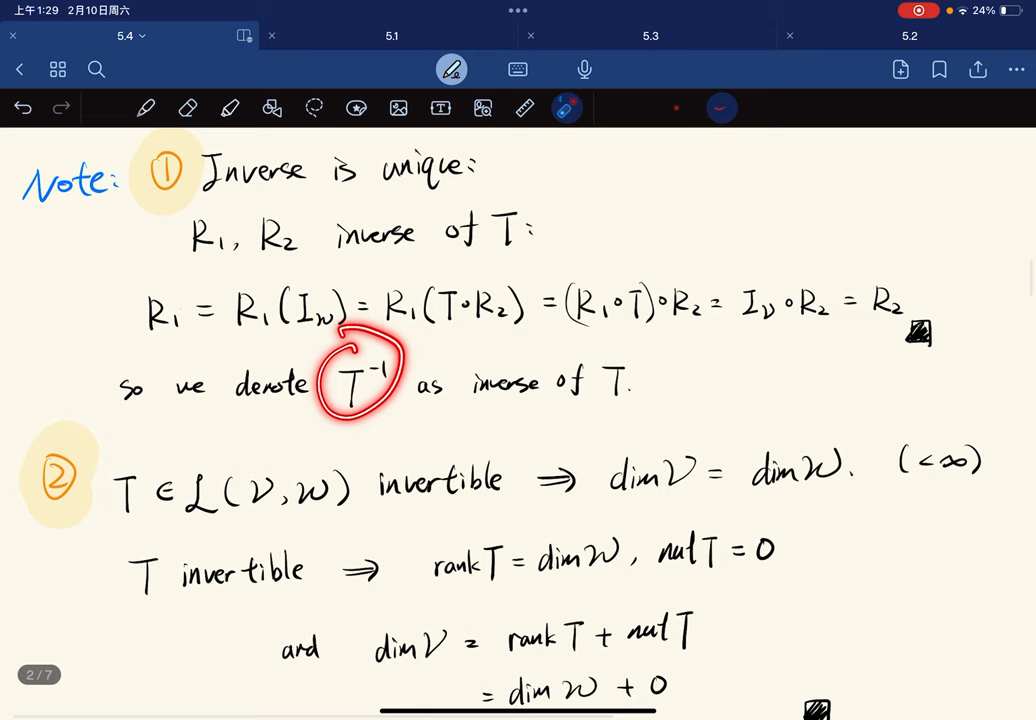 上午1:29 2月10日周六
24%
5.4
5.1
5.3
5.2
Note: ① Inverse is unique:
R₁, R₂ inverse of T:
R₁ = R₁(I_W) = R₁(T∘R₂) = (R₁∘T)∘R₂ = I_V∘R₂ = R₂
so we denote T⁻¹ as inverse of T.
② T ∈ L(V, W) invertible ⟹ dim V = dim W. (<∞)
T invertible ⟹ rank T = dim W, nul T = 0
and dim V = rank T + nul T
= dim W + 0
2/7